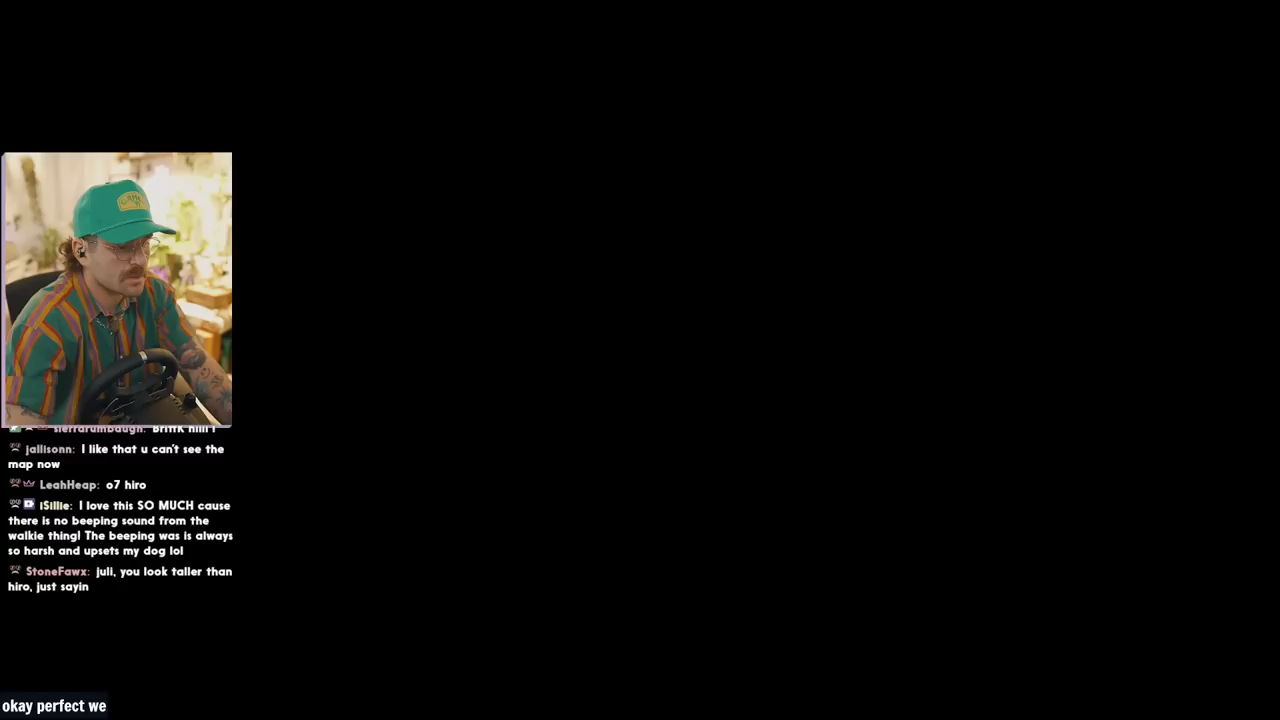 jallisonn: I like that u can't see the
map now
LeahHeap: o7 hiro
iSillie: I love this SO MUCH cause
there is no beeping sound from the
walkie thing! The beeping was is always
so harsh and upsets my dog lol
StoneFawx: juli, you look taller than
hiro, just sayin
okay perfect we